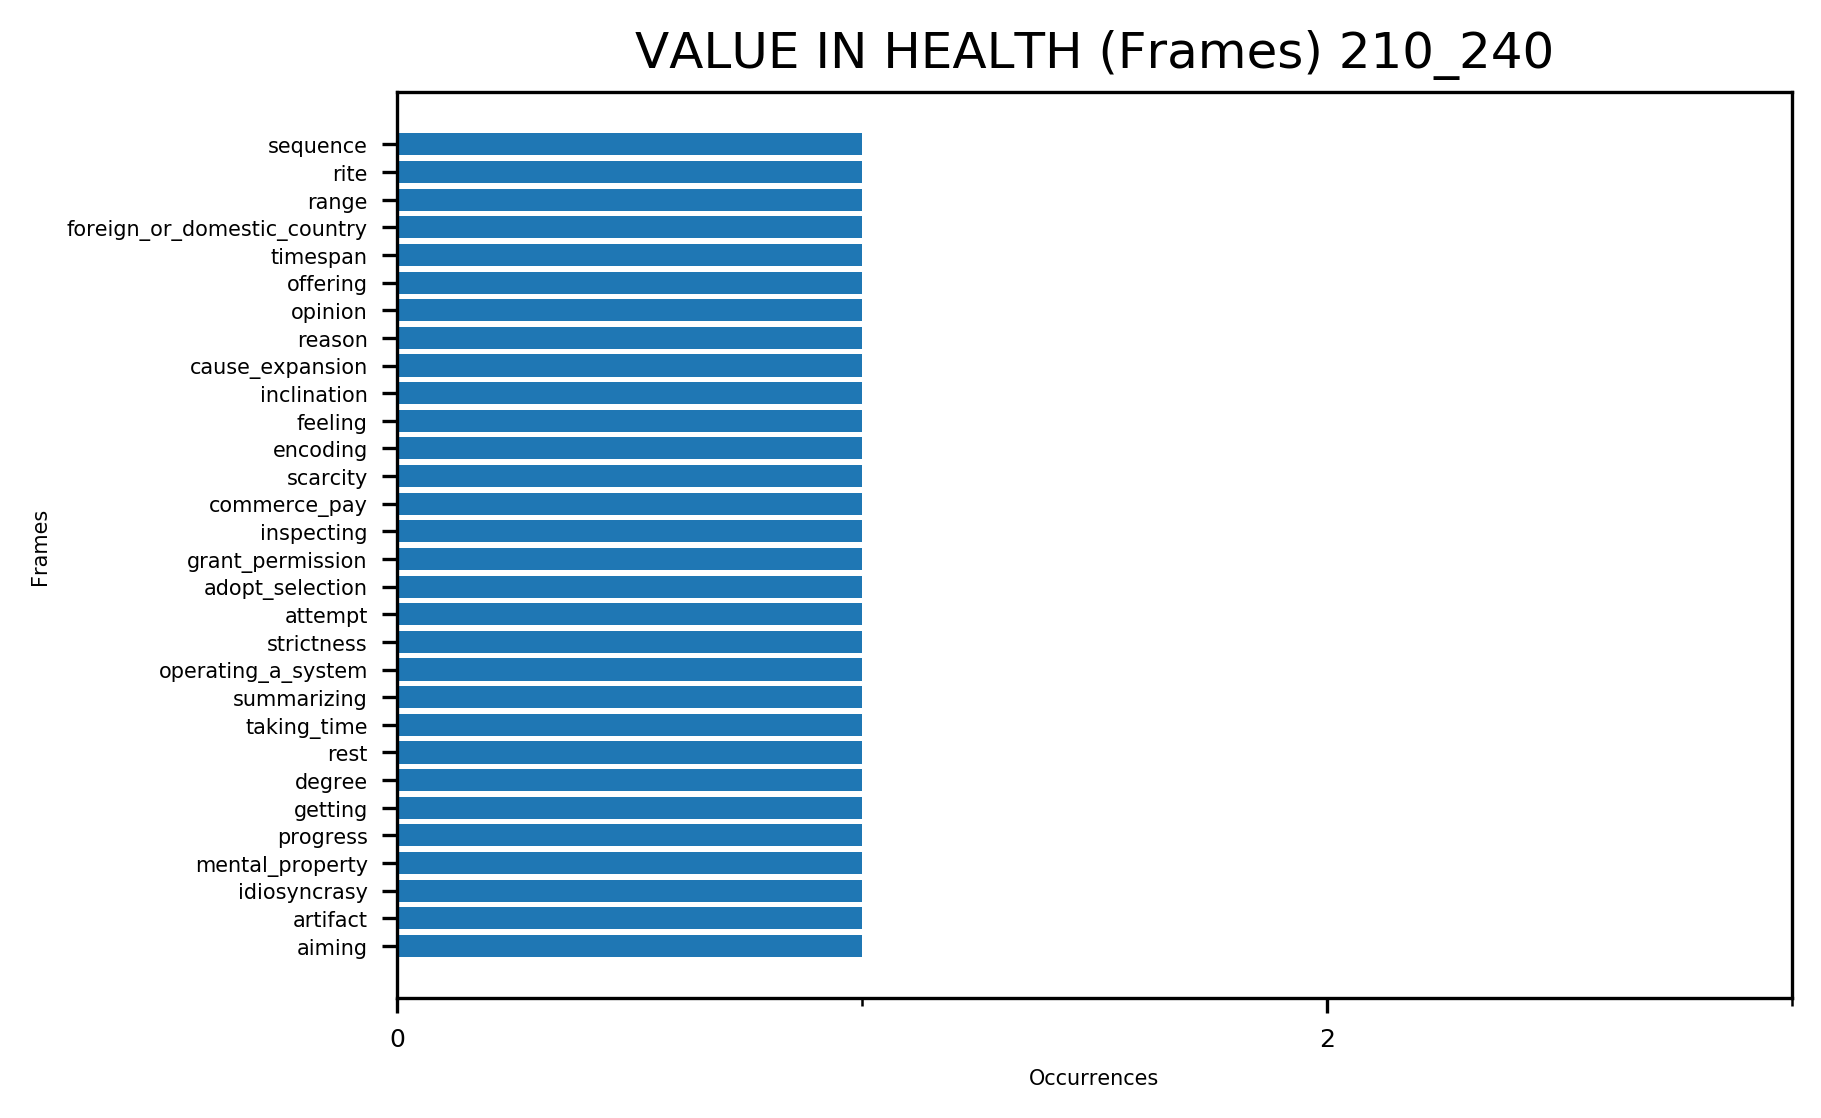 VALUE IN HEALTH (Frames) 210_240
sequence
rite
range
foreign_or_domestic_country
timespan
offering
opinion
reason
cause_expansion
inclination
feeling
encoding
scarcity
commerce_pay
inspecting
grant_permission
adopt_selection
attempt
strictness
operating_a_system
summarizing
taking_time
rest
degree
getting
progress
mental_property
idiosyncrasy
artifact
aiming
Frames
0 2
Occurrences